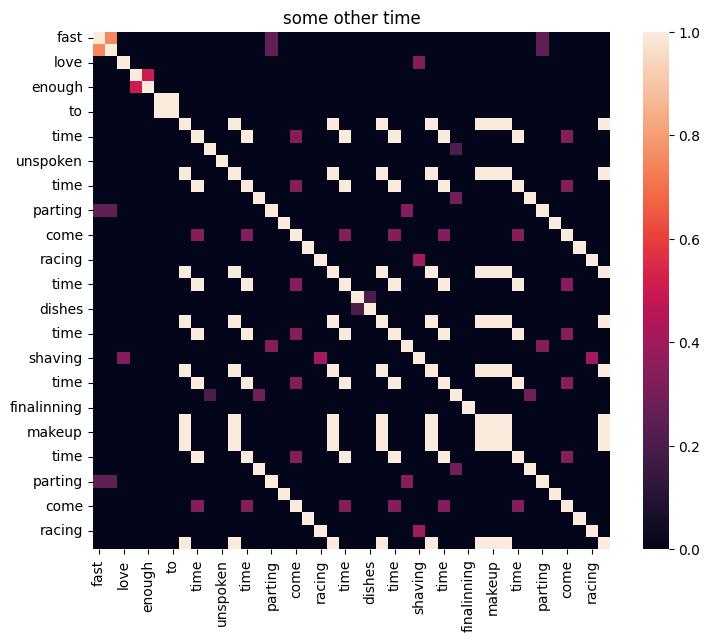 some other time
fast
love
enough
to
time
unspoken
time
parting
come
racing
time
dishes
time
shaving
time
finalinning
makeup
time
parting
come
racing
fast
love
enough
to
time
unspoken
time
parting
come
racing
time
dishes
time
shaving
time
finalinning
makeup
time
parting
come
racing
1.0
0.8
0.6
0.4
0.2
0.0